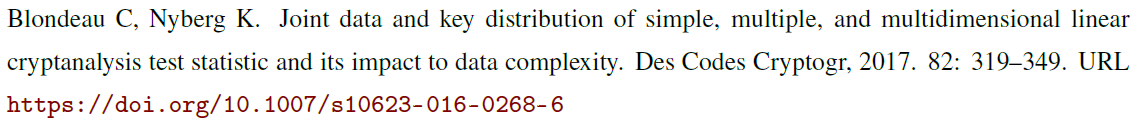 Blondeau C, Nyberg K. Joint data and key distribution of simple, multiple, and multidimensional linear
cryptanalysis test statistic and its impact to data complexity. Des Codes Cryptogr, 2017. 82: 319–349. URL
https://doi.org/10.1007/s10623-016-0268-6